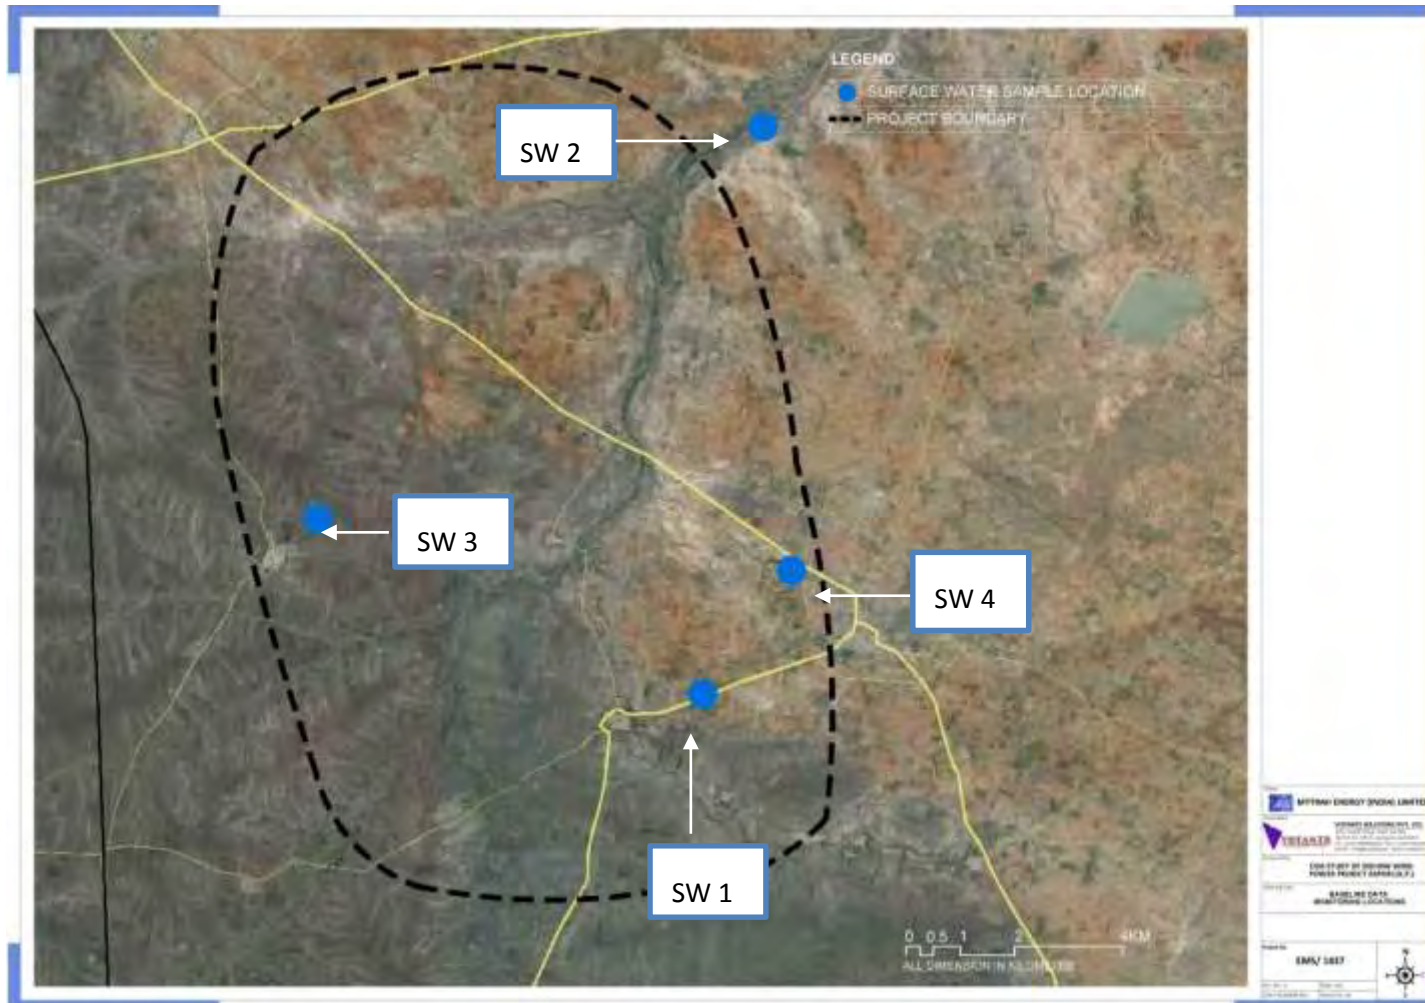 LEGEND
SURFACE WATER SAMPLE LOCATION
PROJECT BOUNDARY
SW 2
SW 3
SW 4
SW 1
0 0.5 1 2 4KM
ALL DIMENSION IN KILOMETER
MYTRAH ENERGY (INDIA) LIMITED
BASELINE DATA
MONITORING LOCATIONS
EMS/
N